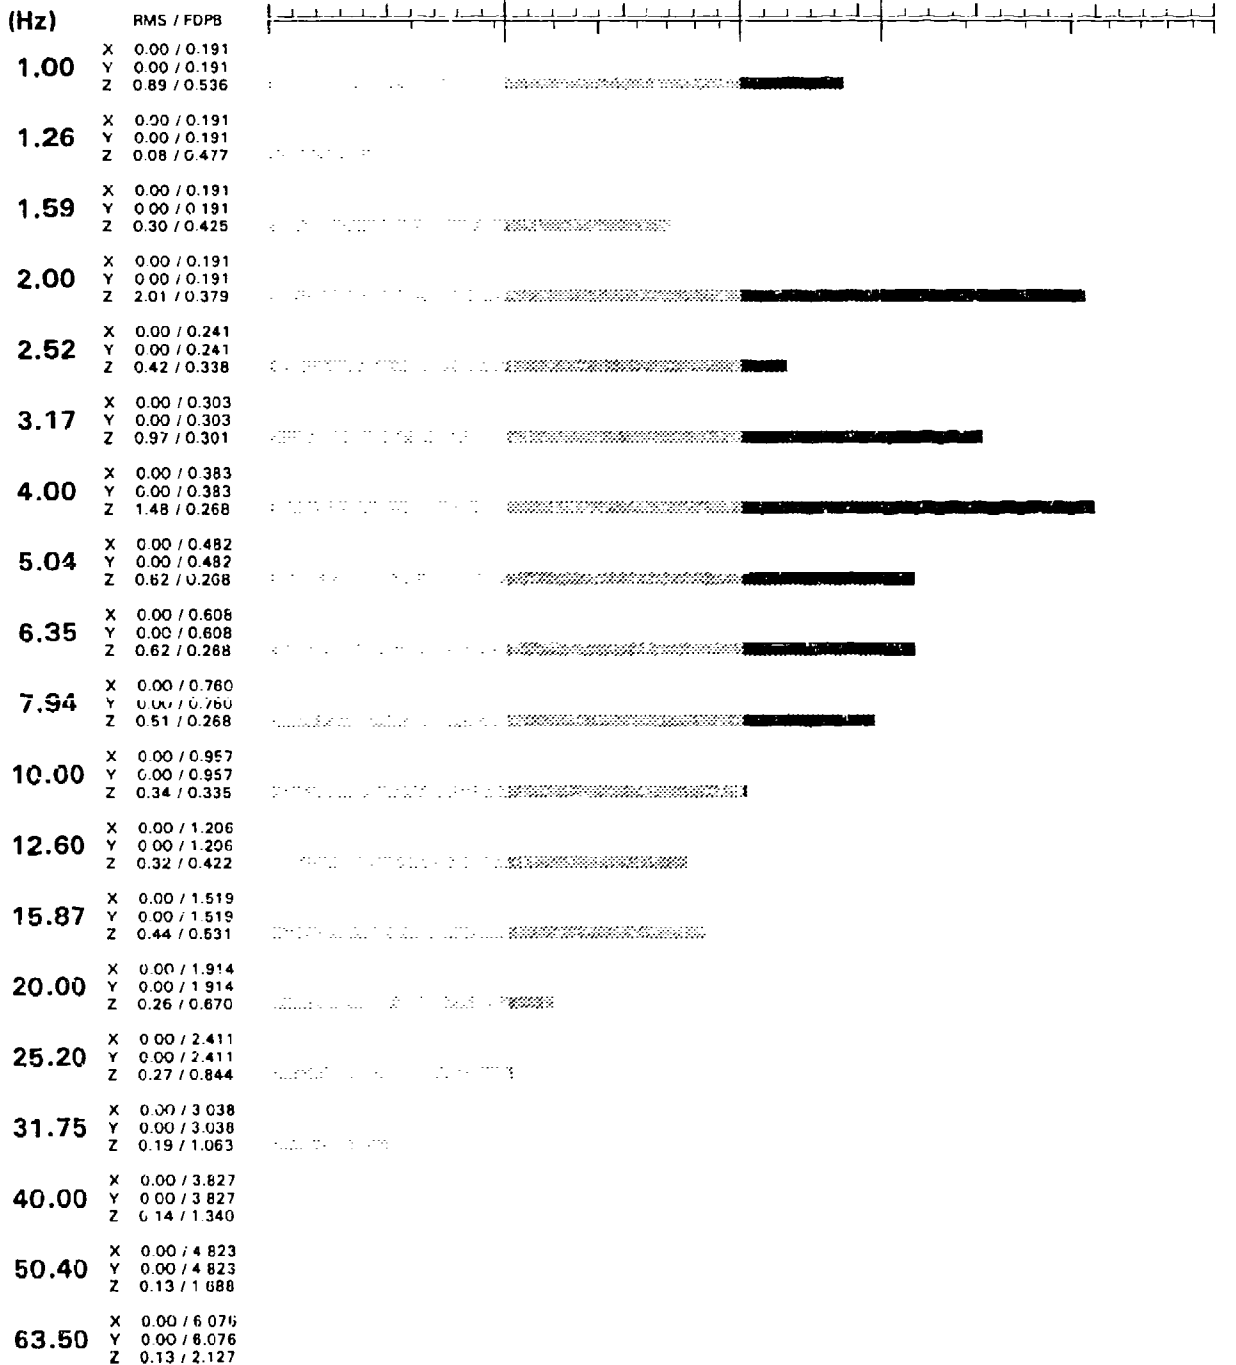 (Hz) RMS / FDPB
X 0.00 / 0.191
1.00 Y 0.00 / 0.191
Z 0.89 / 0.536
X 0.00 / 0.191
1.26 Y 0.00 / 0.191
Z 0.08 / 0.477
X 0.00 / 0.191
1.59 Y 0.00 / 0.191
Z 0.30 / 0.425
X 0.00 / 0.191
2.00 Y 0.00 / 0.191
Z 2.01 / 0.379
X 0.00 / 0.241
2.52 Y 0.00 / 0.241
Z 0.42 / 0.338
X 0.00 / 0.303
3.17 Y 0.00 / 0.303
Z 0.97 / 0.301
X 0.00 / 0.383
4.00 Y 0.00 / 0.383
Z 1.48 / 0.268
X 0.00 / 0.482
5.04 Y 0.00 / 0.482
Z 0.62 / 0.268
X 0.00 / 0.608
6.35 Y 0.00 / 0.608
Z 0.62 / 0.268
X 0.00 / 0.760
7.94 Y 0.00 / 0.760
Z 0.51 / 0.268
X 0.00 / 0.957
10.00 Y 0.00 / 0.957
Z 0.34 / 0.335
X 0.00 / 1.206
12.60 Y 0.00 / 1.206
Z 0.32 / 0.422
X 0.00 / 1.519
15.87 Y 0.00 / 1.519
Z 0.44 / 0.531
X 0.00 / 1.914
20.00 Y 0.00 / 1.914
Z 0.26 / 0.670
X 0.00 / 2.411
25.20 Y 0.00 / 2.411
Z 0.27 / 0.844
X 0.00 / 3.038
31.75 Y 0.00 / 3.038
Z 0.19 / 1.063
X 0.00 / 3.827
40.00 Y 0.00 / 3.827
Z 0.14 / 1.340
X 0.00 / 4.823
50.40 Y 0.00 / 4.823
Z 0.13 / 1.688
X 0.00 / 6.076
63.50 Y 0.00 / 6.076
Z 0.13 / 2.127